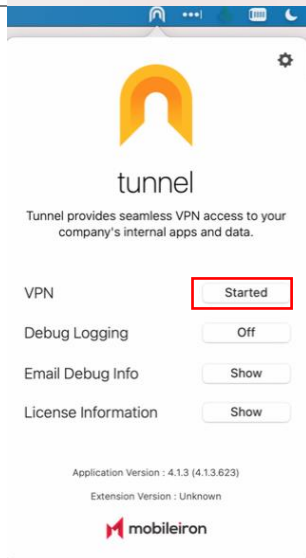 tunnel
Tunnel provides seamless VPN access to your
company's internal apps and data.
VPN Started
Debug Logging Off
Email Debug Info Show
License Information Show
Application Version : 4.1.3 (4.1.3.623)
Extension Version : Unknown
mobileiron